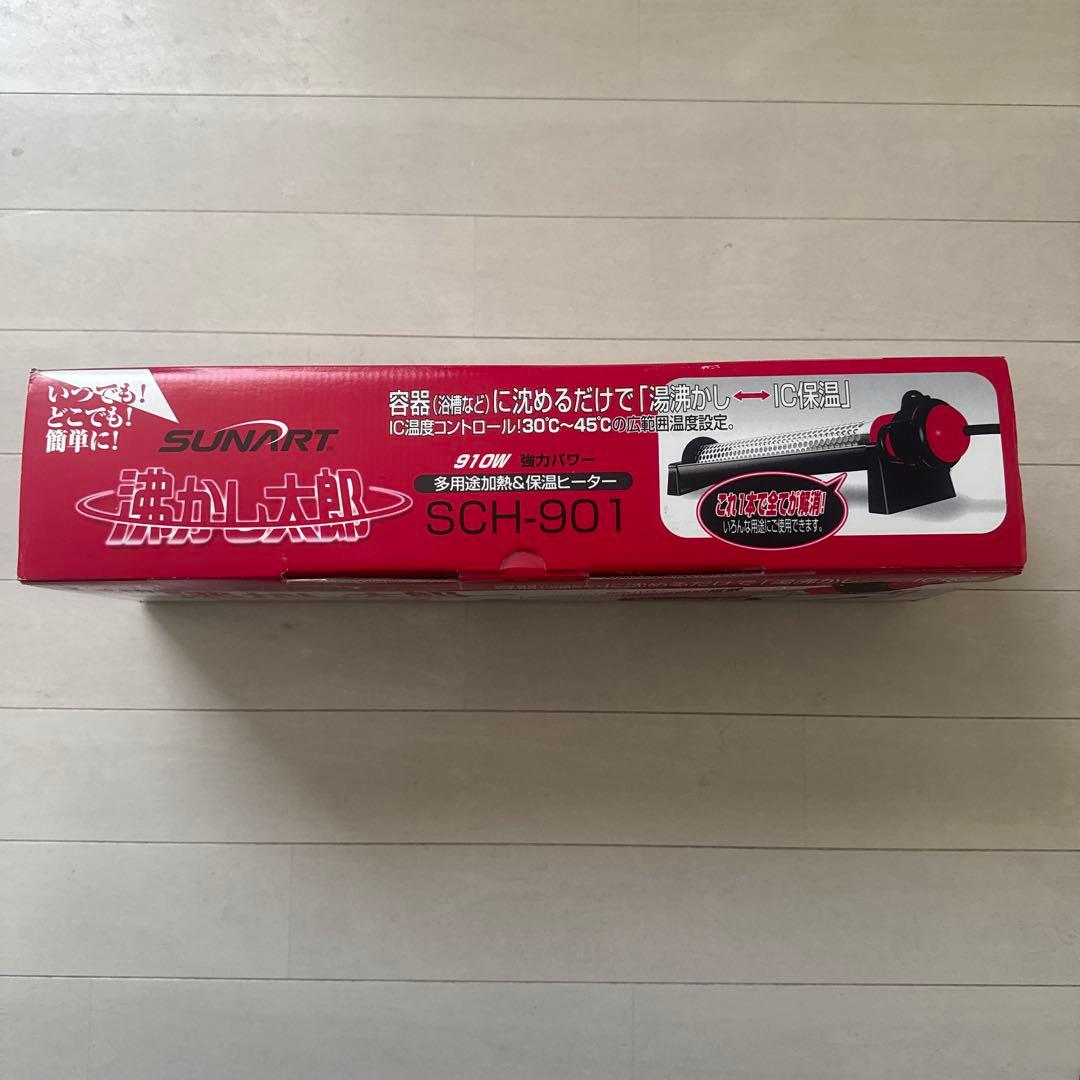 いつでも!
どこでも!
簡単に!
SUNART
沸かし太郎
容器(浴槽など)に沈めるだけで「湯沸かし↔IC保温」
IC温度コントロール!30℃〜45℃の広範囲温度設定。
910W 強力パワー
多用途加熱&保温ヒーター
SCH-901
これ1本で全てが解消!
いろんな用途にご使用できます。